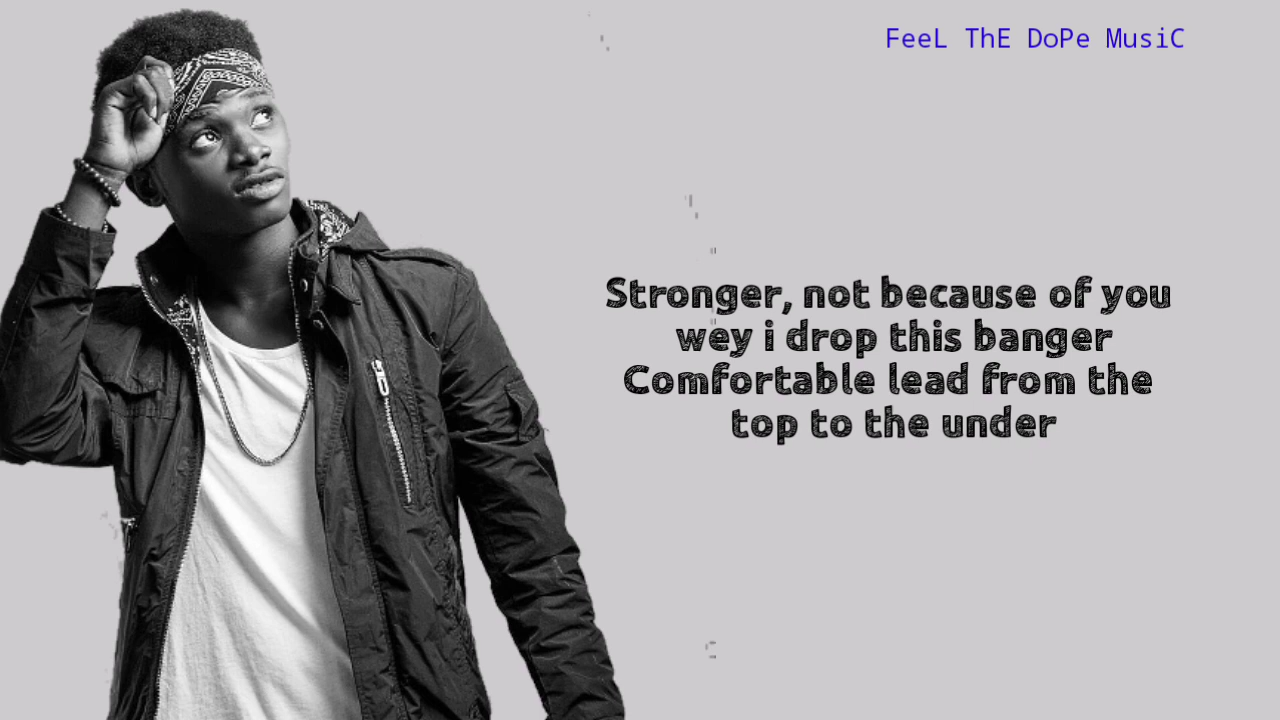 FeeL ThE DoPe MusiC
Stronger, not because of you
wey i drop this banger
Comfortable lead from the
top to the under